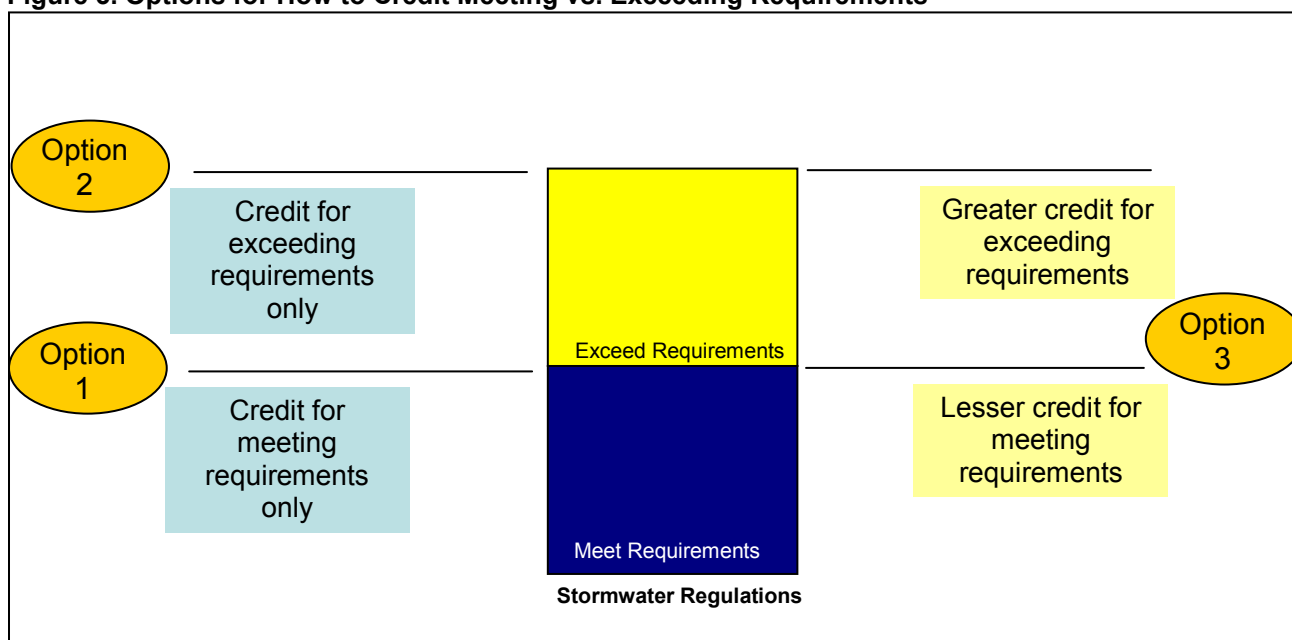 Option
2
Credit for
exceeding
requirements
only
Greater credit for
exceeding
requirements
Option
1
Exceed Requirements
Option
3
Credit for
meeting
requirements
only
Lesser credit for
meeting
requirements
Meet Requirements
Stormwater Regulations